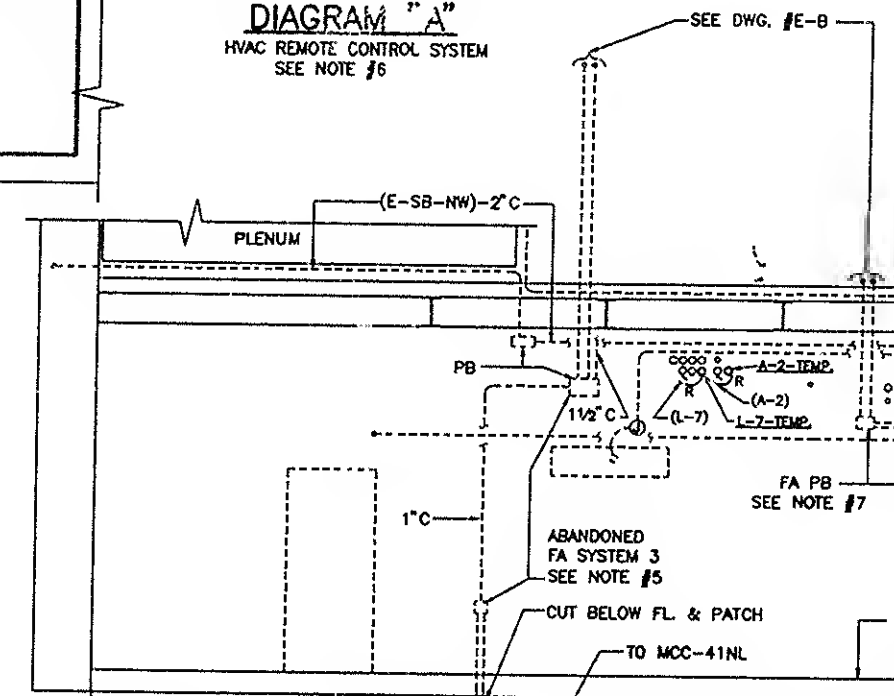 DIAGRAM "A"
HVAC REMOTE CONTROL SYSTEM
SEE NOTE #6
SEE DWG. #E-8
(E-SB-NW)-2"C
PLENUM
PB
A-2-TEMP.
R
R
(A-2)
1 1/2" C
(L-7)
L-7-TEMP.
FA PB
SEE NOTE #7
1"C
ABANDONED
FA SYSTEM 3
SEE NOTE #5
CUT BELOW FL. & PATCH
TO MCC-41NL